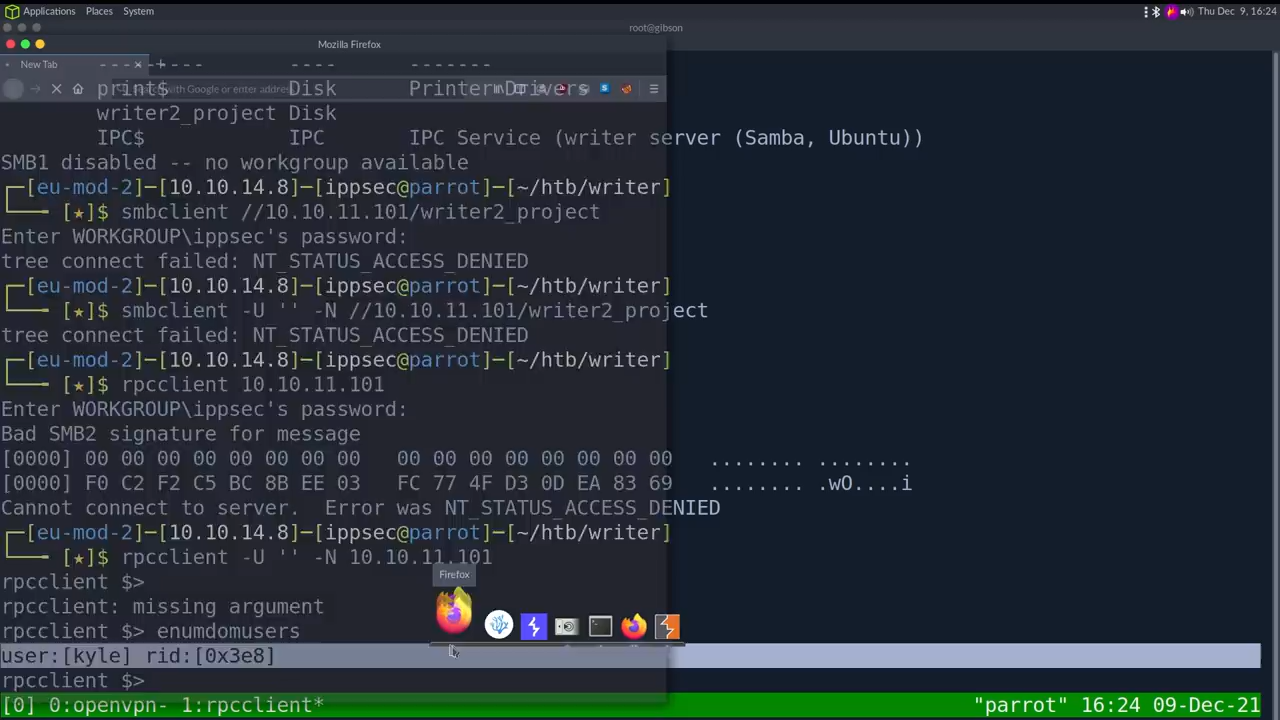 Applications Places System Thu Dec 9, 16:24
root@gibson
Mozilla Firefox
New Tab
---------+--- ---- -------
print$ Disk Printer Drivers
Search with Google or enter address
writer2_project Disk
IPC$ IPC IPC Service (writer server (Samba, Ubuntu))
SMB1 disabled -- no workgroup available
┌─[eu-mod-2]─[10.10.14.8]─[ippsec@parrot]─[~/htb/writer]
└──╼ [★]$ smbclient //10.10.11.101/writer2_project
Enter WORKGROUP\ippsec's password:
tree connect failed: NT_STATUS_ACCESS_DENIED
┌─[eu-mod-2]─[10.10.14.8]─[ippsec@parrot]─[~/htb/writer]
└──╼ [★]$ smbclient -U '' -N //10.10.11.101/writer2_project
tree connect failed: NT_STATUS_ACCESS_DENIED
┌─[eu-mod-2]─[10.10.14.8]─[ippsec@parrot]─[~/htb/writer]
└──╼ [★]$ rpcclient 10.10.11.101
Enter WORKGROUP\ippsec's password:
Bad SMB2 signature for message
[0000] 00 00 00 00 00 00 00 00 00 00 00 00 00 00 00 00 ........ ........
[0000] F0 C2 F2 C5 BC 8B EE 03 FC 77 4F D3 0D EA 83 69 ........ .wO....i
Cannot connect to server. Error was NT_STATUS_ACCESS_DENIED
┌─[eu-mod-2]─[10.10.14.8]─[ippsec@parrot]─[~/htb/writer]
└──╼ [★]$ rpcclient -U '' -N 10.10.11.101
Firefox
rpcclient $>
rpcclient: missing argument
rpcclient $> enumdomusers
user:[kyle] rid:[0x3e8]
rpcclient $>
[0] 0:openvpn- 1:rpcclient* "parrot" 16:24 09-Dec-21